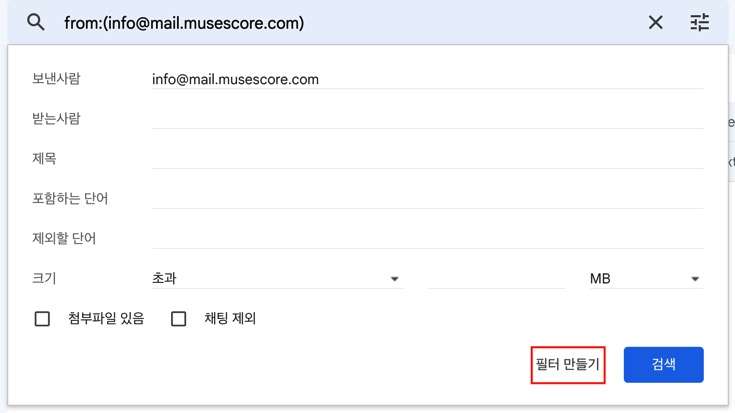 from:(info@mail.musescore.com)
보낸사람 info@mail.musescore.com
받는사람
제목
포함하는 단어
제외할 단어
크기 초과 MB
첨부파일 있음 채팅 제외
필터 만들기 검색